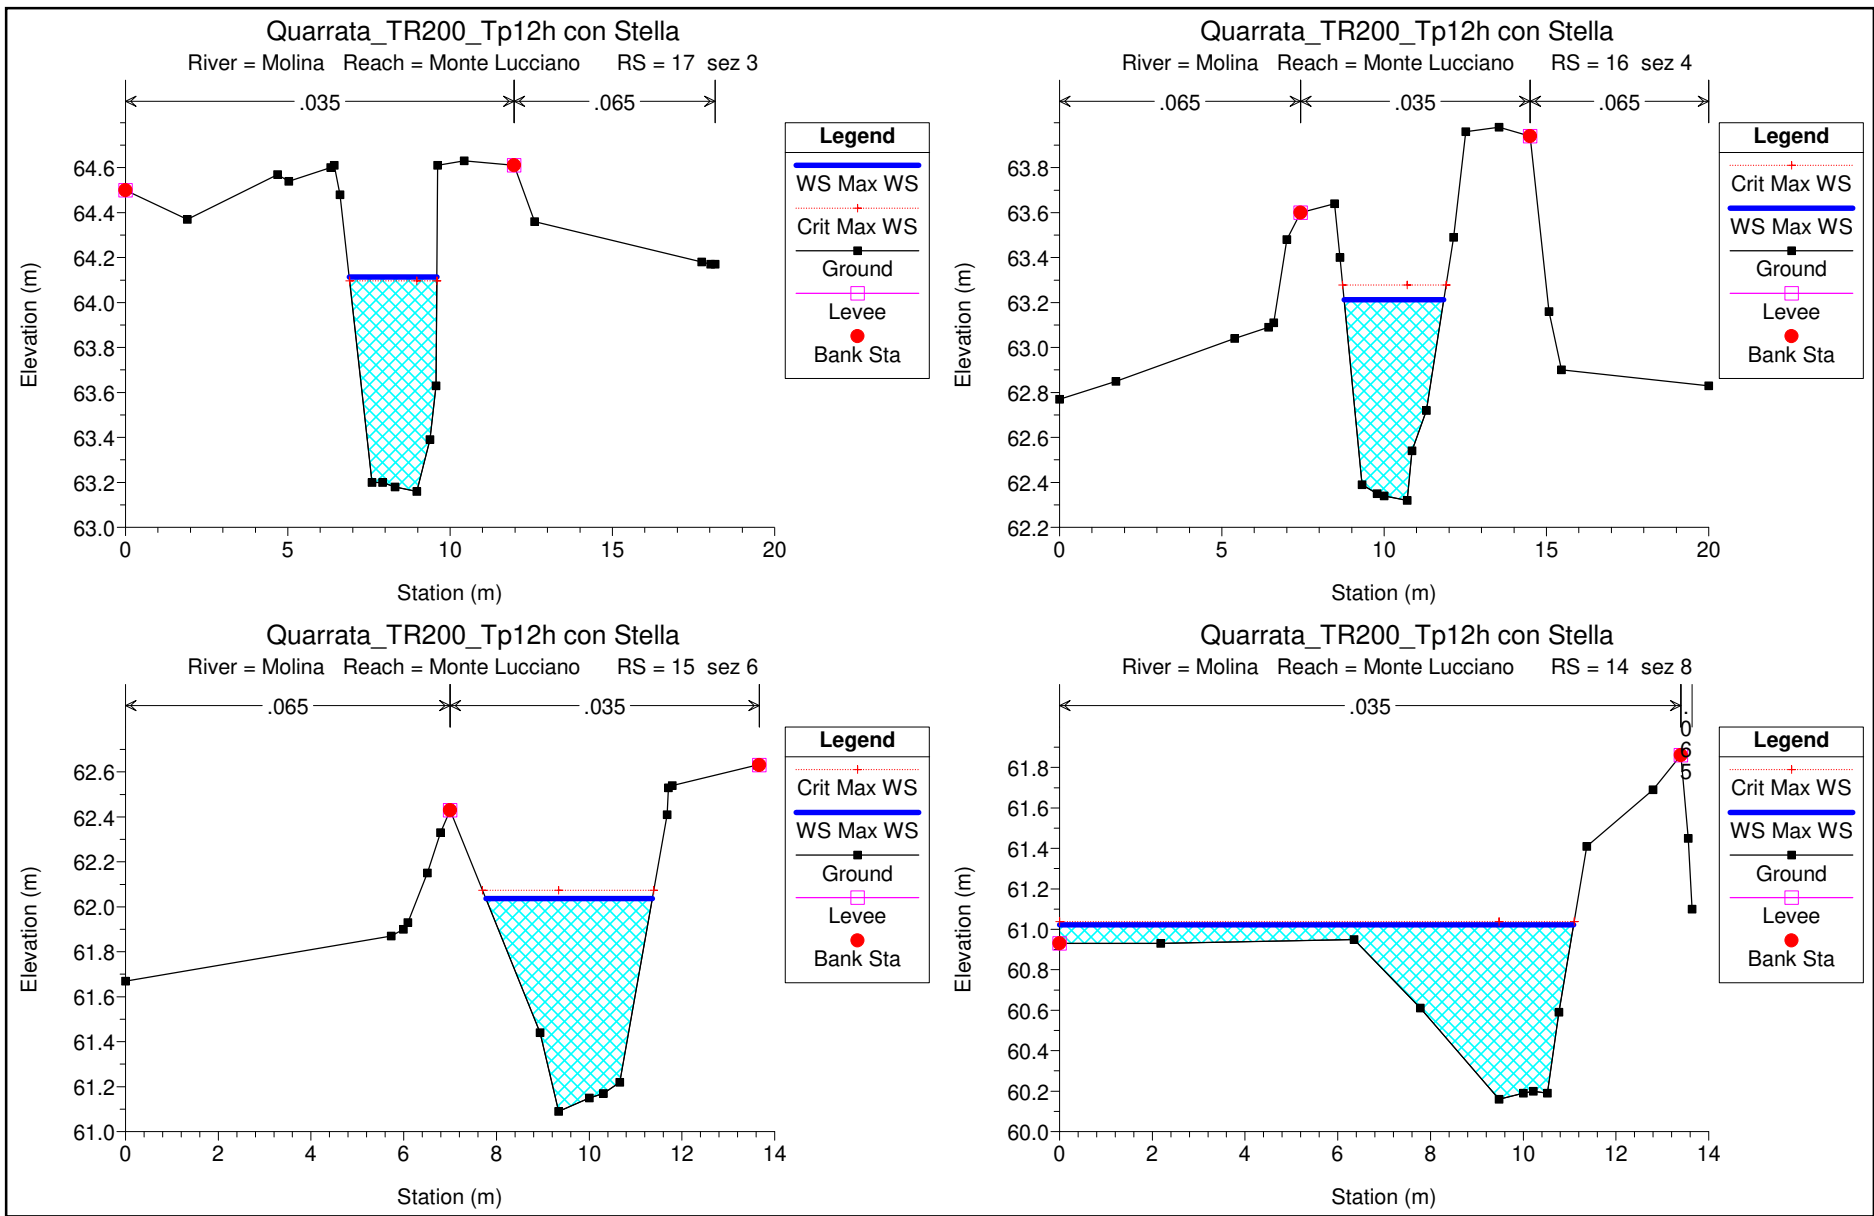 Quarrata_TR200_Tp12h con Stella
River = Molina Reach = Monte Lucciano RS = 17 sez 3
.035 .065
Legend
WS Max WS
Crit Max WS
Ground
Levee
Bank Sta
64.6
64.4
64.2
64.0
63.8
63.6
63.4
63.2
63.0
Elevation (m)
0 5 10 15 20
Station (m)
Quarrata_TR200_Tp12h con Stella
River = Molina Reach = Monte Lucciano RS = 16 sez 4
.065 .035 .065
Legend
Crit Max WS
WS Max WS
Ground
Levee
Bank Sta
63.8
63.6
63.4
63.2
63.0
62.8
62.6
62.4
62.2
Elevation (m)
0 5 10 15 20
Station (m)
Quarrata_TR200_Tp12h con Stella
River = Molina Reach = Monte Lucciano RS = 15 sez 6
.065 .035
Legend
Crit Max WS
WS Max WS
Ground
Levee
Bank Sta
62.6
62.4
62.2
62.0
61.8
61.6
61.4
61.2
61.0
Elevation (m)
0 2 4 6 8 10 12 14
Station (m)
Quarrata_TR200_Tp12h con Stella
River = Molina Reach = Monte Lucciano RS = 14 sez 8
.035 .065
Legend
Crit Max WS
WS Max WS
Ground
Levee
Bank Sta
61.8
61.6
61.4
61.2
61.0
60.8
60.6
60.4
60.2
60.0
Elevation (m)
0 2 4 6 8 10 12 14
Station (m)